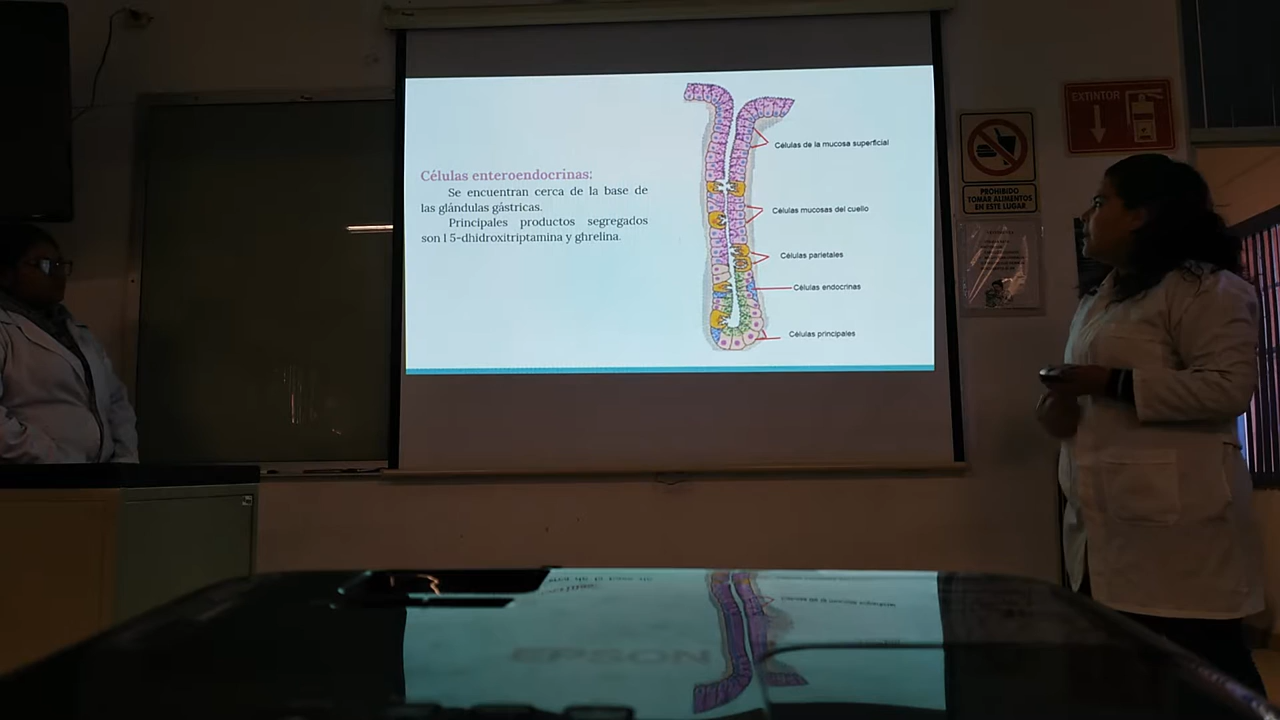 Células enteroendocrinas:
Se encuentran cerca de la base de
las glándulas gástricas.
Principales productos segregados
son l 5-dhidroxitriptamina y ghrelina.
Células de la mucosa superficial
Células mucosas del cuello
Células parietales
Células endocrinas
Células principales
EXTINTOR
PROHIBIDO
TOMAR ALIMENTOS
EN ESTE LUGAR
EPSON